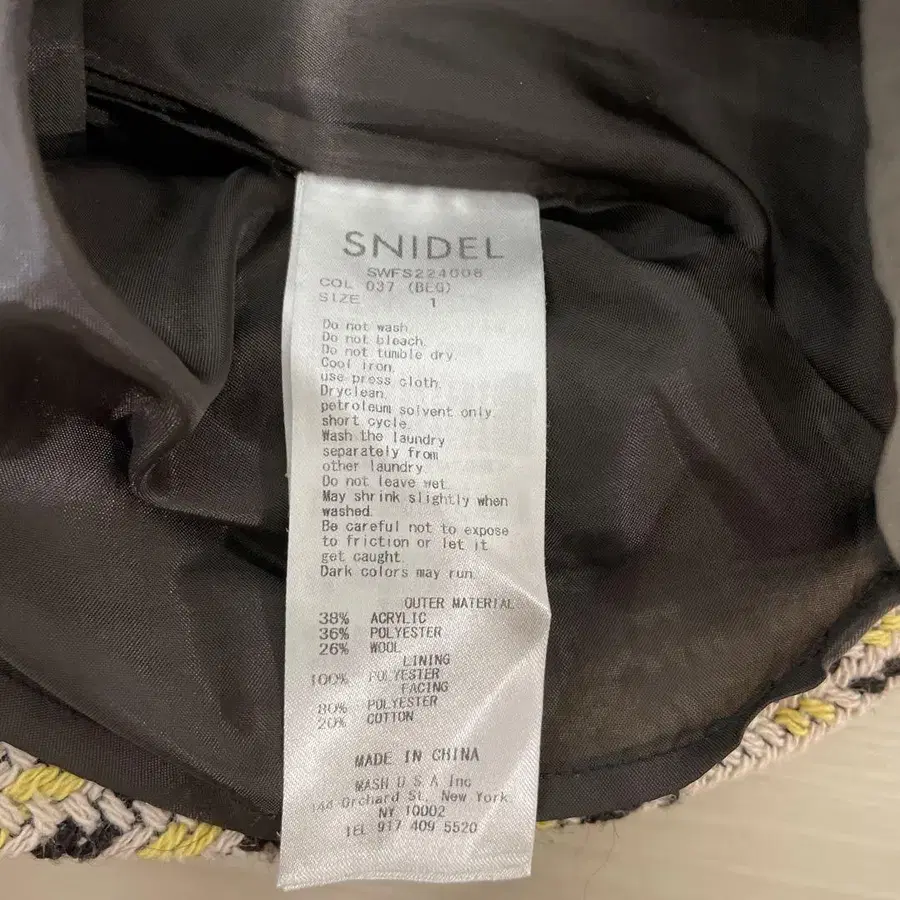 SNIDEL
SWFS224008
COL 037 (BEG)
SIZE 1
Do not wash.
Do not bleach.
Do not tumble dry.
Cool iron,
use press cloth.
Dryclean,
petroleum solvent only.
short cycle.
Wash the laundry
separately from
other laundry.
Do not leave wet.
May shrink slightly when
washed.
Be careful not to expose
to friction or let it
get caught.
Dark colors may run.
OUTER MATERIAL
38% ACRYLIC
36% POLYESTER
26% WOOL
LINING
100% POLYESTER
FACING
80% POLYESTER
20% COTTON
MADE IN CHINA
MASH U S A Inc
144 Orchard St, New York
NY 10002
TEL 917 409 5520